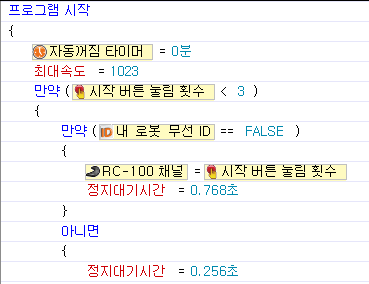 프로그램 시작
{
자동꺼짐 타이머 = 0분
최대속도 = 1023
만약 ( 시작 버튼 눌림 횟수 < 3 )
{
만약 ( ID 내 로봇 무선 ID == FALSE )
{
RC-100 채널 = 시작 버튼 눌림 횟수
정지대기시간 = 0.768초
}
아니면
{
정지대기시간 = 0.256초